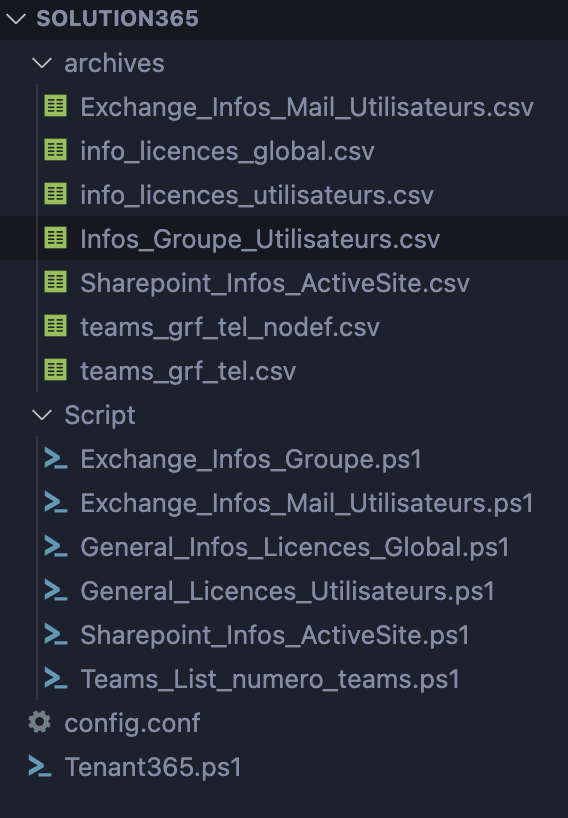 SOLUTION365
archives
Exchange_Infos_Mail_Utilisateurs.csv
info_licences_global.csv
info_licences_utilisateurs.csv
Infos_Groupe_Utilisateurs.csv
Sharepoint_Infos_ActiveSite.csv
teams_grf_tel_nodef.csv
teams_grf_tel.csv
Script
Exchange_Infos_Groupe.ps1
Exchange_Infos_Mail_Utilisateurs.ps1
General_Infos_Licences_Global.ps1
General_Licences_Utilisateurs.ps1
Sharepoint_Infos_ActiveSite.ps1
Teams_List_numero_teams.ps1
config.conf
Tenant365.ps1